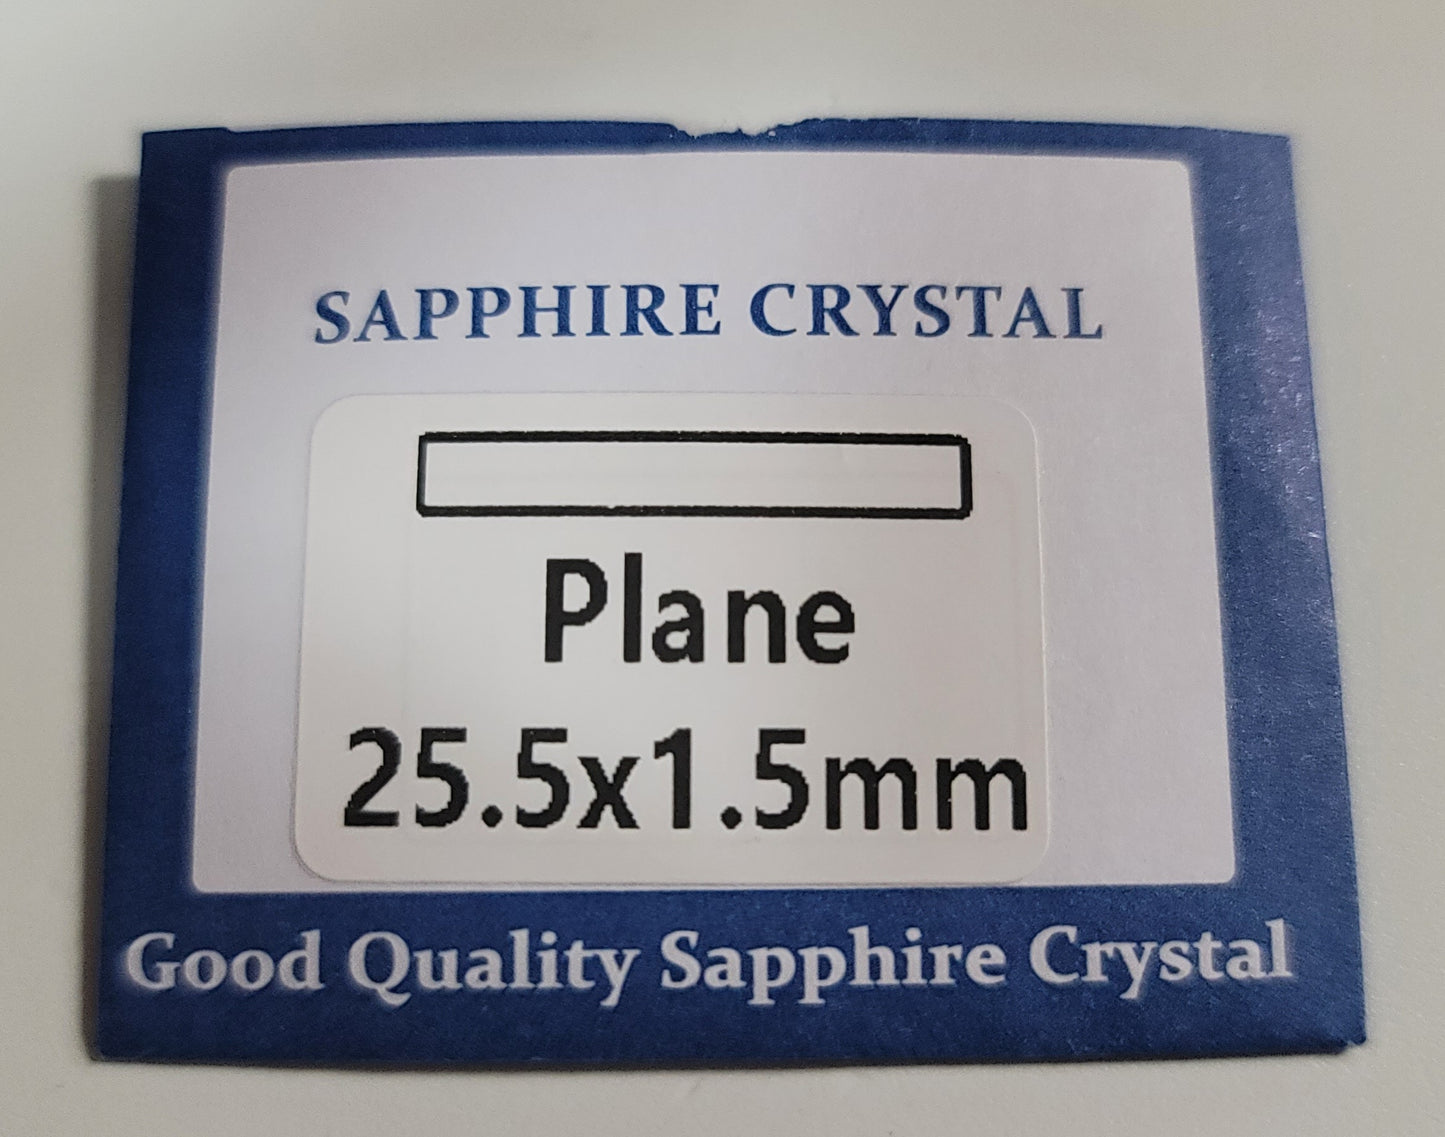 SAPPHIRE CRYSTAL
Plane
25.5x1.5mm
Good Quality Sapphire Crystal